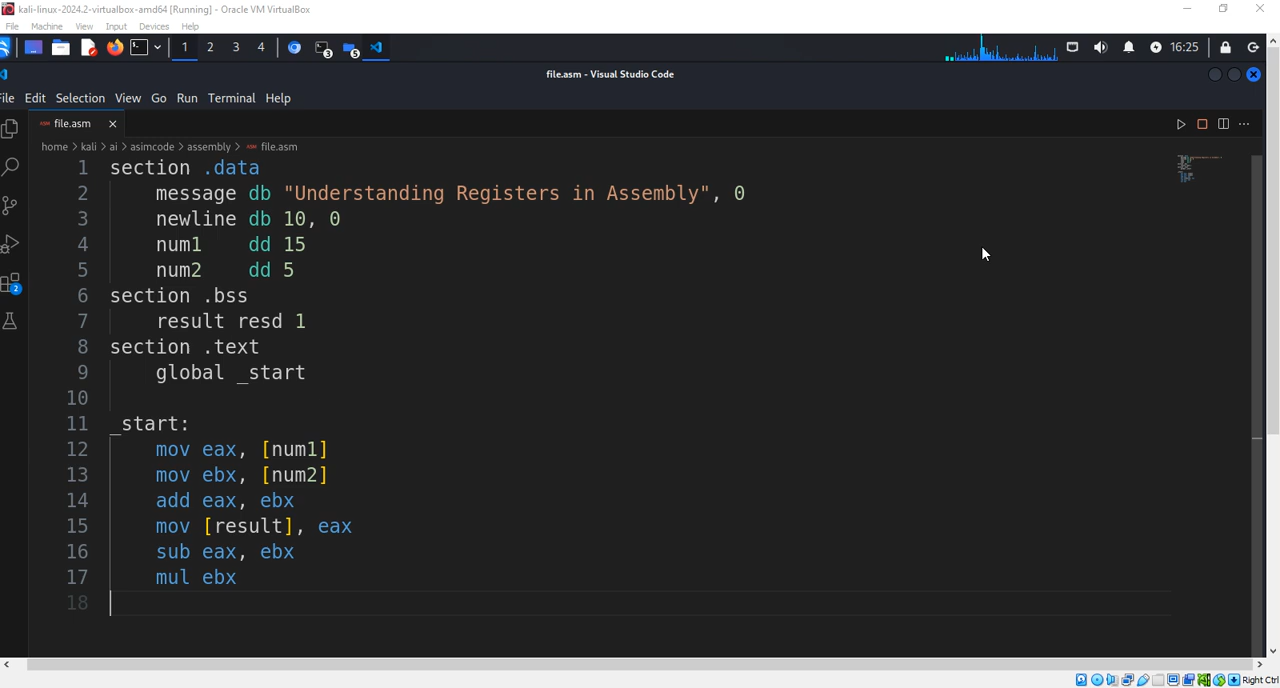 kali-linux-2024.2-virtualbox-amd64 [Running] - Oracle VM VirtualBox
File Machine View Input Devices Help
1 2 3 4 3 5 16:25
file.asm - Visual Studio Code
File Edit Selection View Go Run Terminal Help
ASM file.asm
home > kali > ai > asimcode > assembly > ASM file.asm
1 section .data
2     message db "Understanding Registers in Assembly", 0
3     newline db 10, 0
4     num1    dd 15
5     num2    dd 5
6 section .bss
7     result resd 1
8 section .text
9     global _start
10
11 _start:
12     mov eax, [num1]
13     mov ebx, [num2]
14     add eax, ebx
15     mov [result], eax
16     sub eax, ebx
17     mul ebx
18
2
Right Ctrl